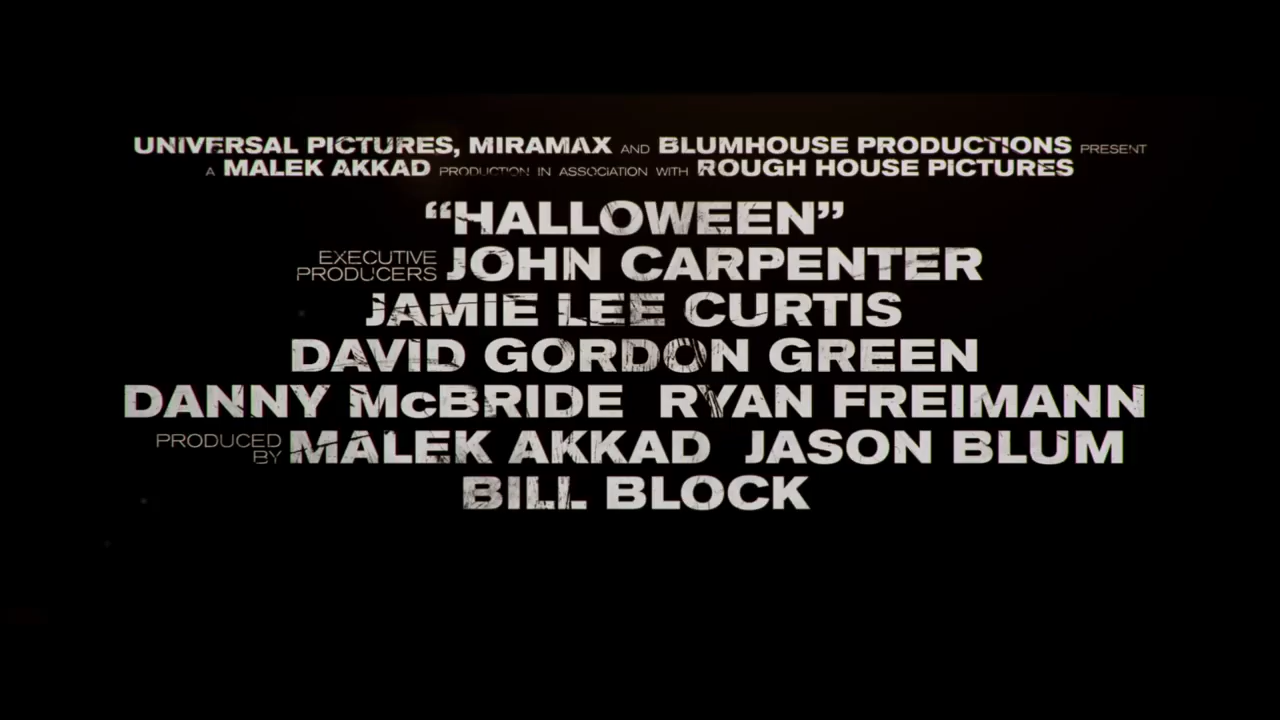 UNIVERSAL PICTURES, MIRAMAX AND BLUMHOUSE PRODUCTIONS PRESENT
A MALEK AKKAD PRODUCTION IN ASSOCIATION WITH ROUGH HOUSE PICTURES
“HALLOWEEN”
EXECUTIVE PRODUCERS JOHN CARPENTER
JAMIE LEE CURTIS
DAVID GORDON GREEN
DANNY McBRIDE RYAN FREIMANN
PRODUCED BY MALEK AKKAD JASON BLUM
BILL BLOCK